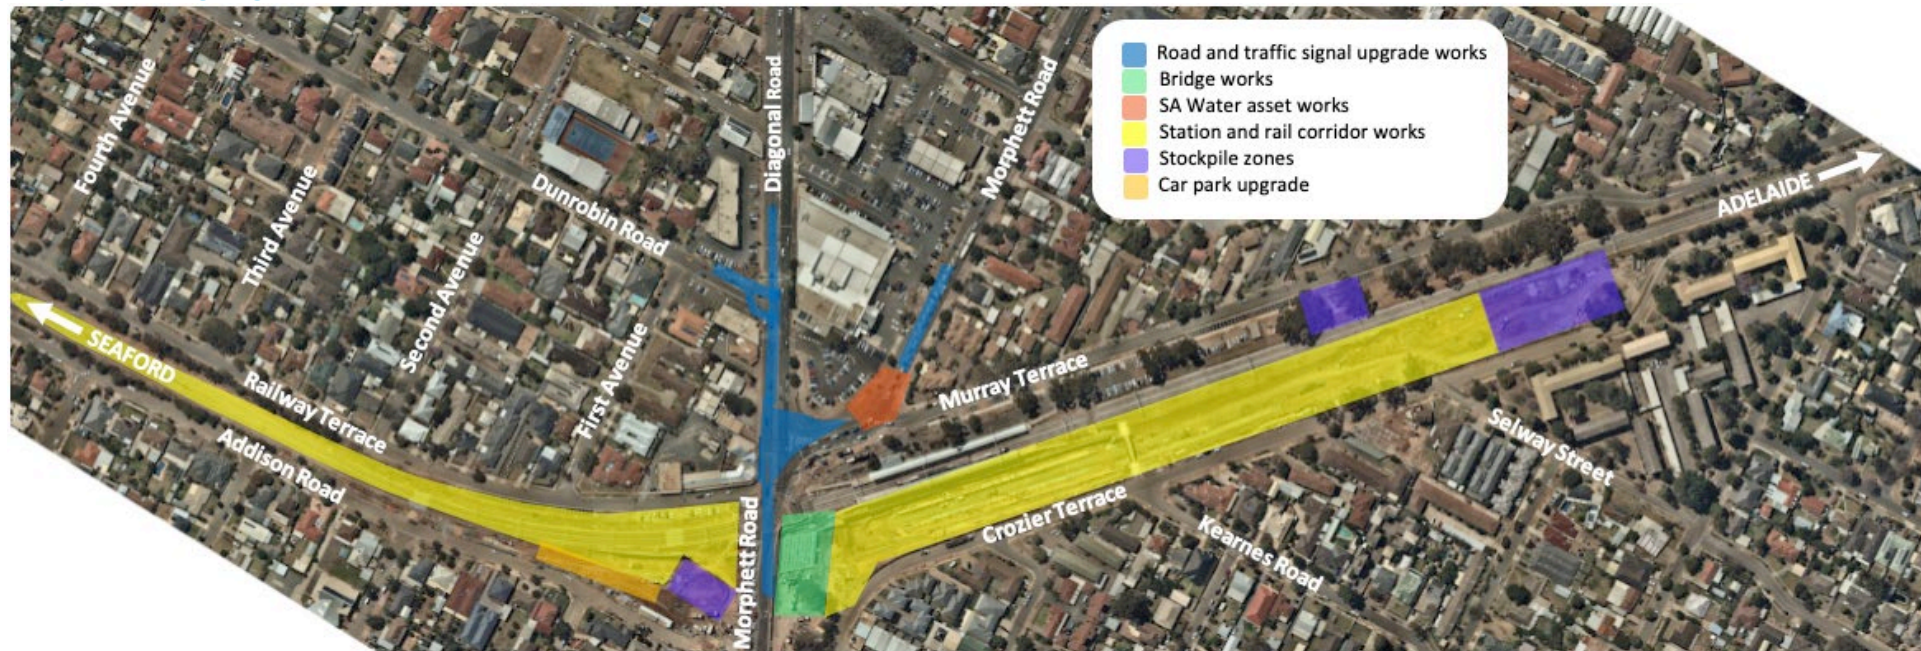 Road and traffic signal upgrade works
Bridge works
SA Water asset works
Station and rail corridor works
Stockpile zones
Car park upgrade
Fourth Avenue
Third Avenue
Second Avenue
First Avenue
Dunrobin Road
Diagonal Road
Morphett Road
ADELAIDE
SEAFORD
Railway Terrace
Addison Road
Murray Terrace
Morphett Road
Crozier Terrace
Kearnes Road
Selway Street